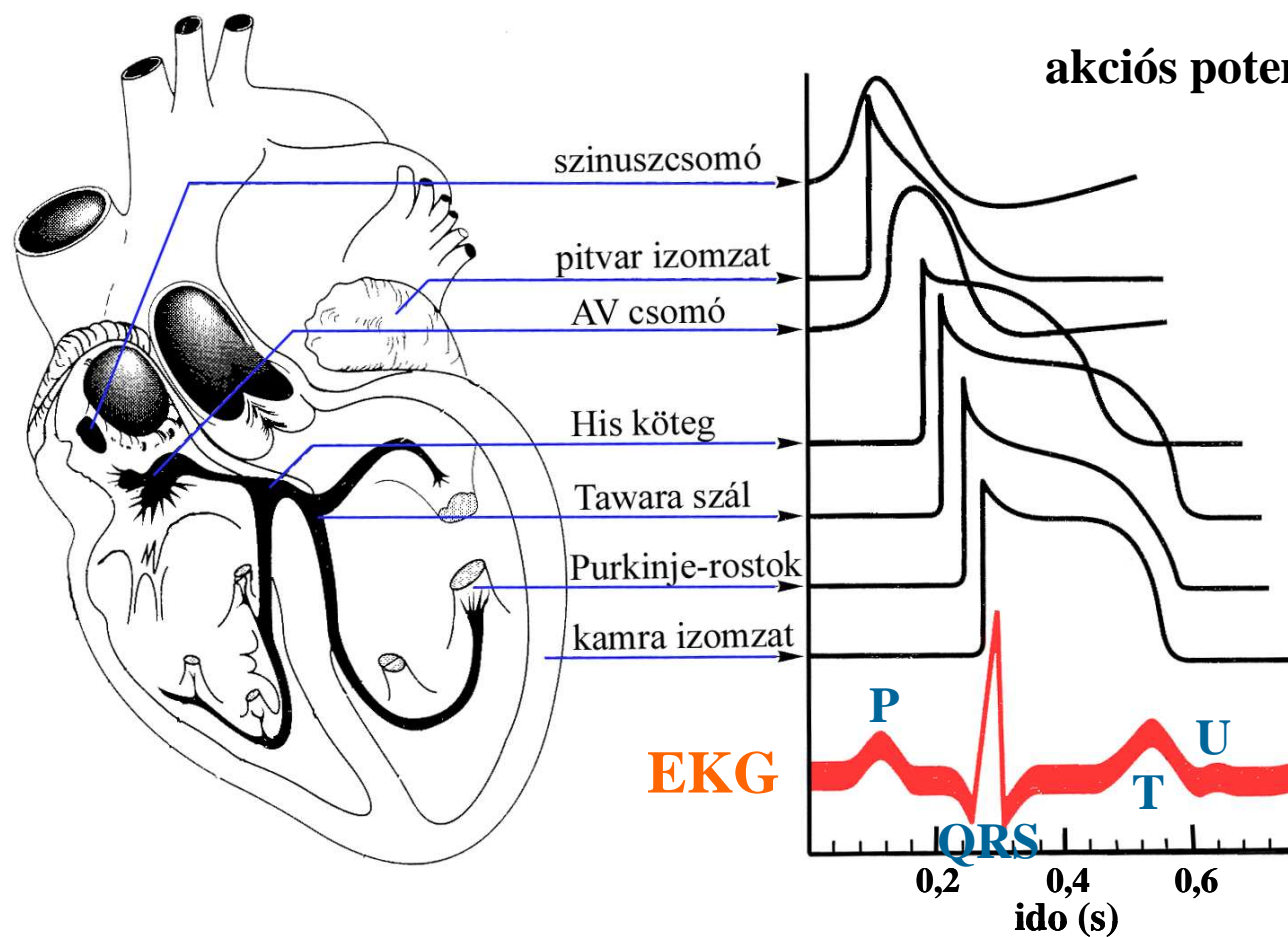 akciós poten
szinuszcsomó
pitvar izomzat
AV csomó
His köteg
Tawara szál
Purkinje-rostok
kamra izomzat
EKG
P
QRS
T
U
0,2 0,4 0,6
ido (s)